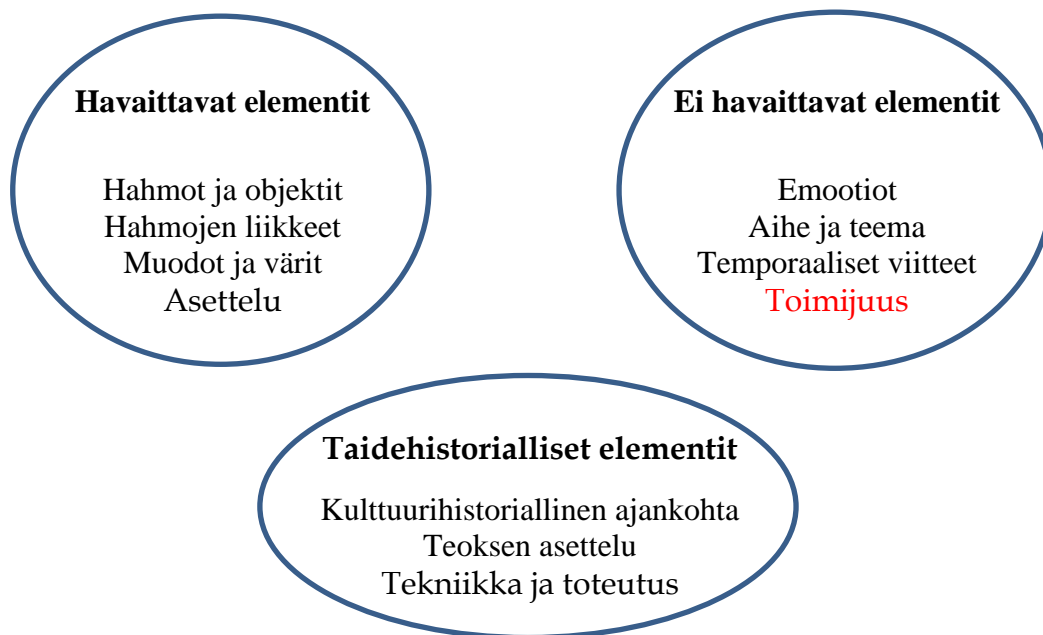 Havaittavat elementit
Hahmot ja objektit
Hahmojen liikkeet
Muodot ja värit
Asettelu
Ei havaittavat elementit
Emootiot
Aihe ja teema
Temporaaliset viitteet
Toimijuus
Taidehistorialliset elementit
Kulttuurihistoriallinen ajankohta
Teoksen asettelu
Tekniikka ja toteutus